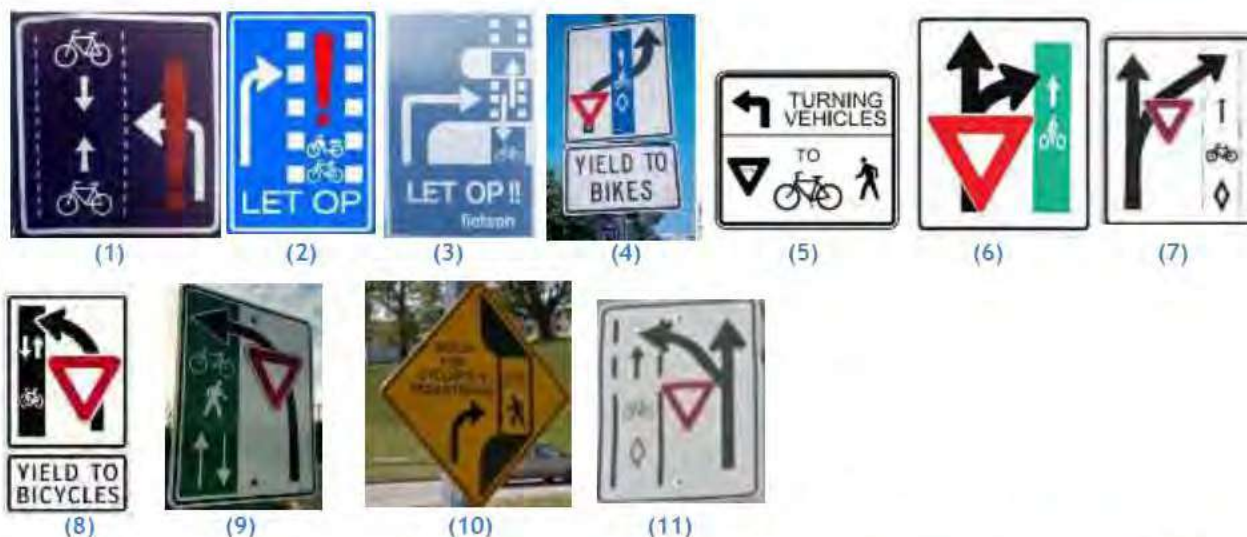 LET OP
LET OP !!
fietsen
YIELD TO
BIKES
TURNING
VEHICLES
TO
(1)
(2)
(3)
(4)
(5)
(6)
(7)
YIELD TO
BICYCLES
(8)
(9)
(10)
(11)